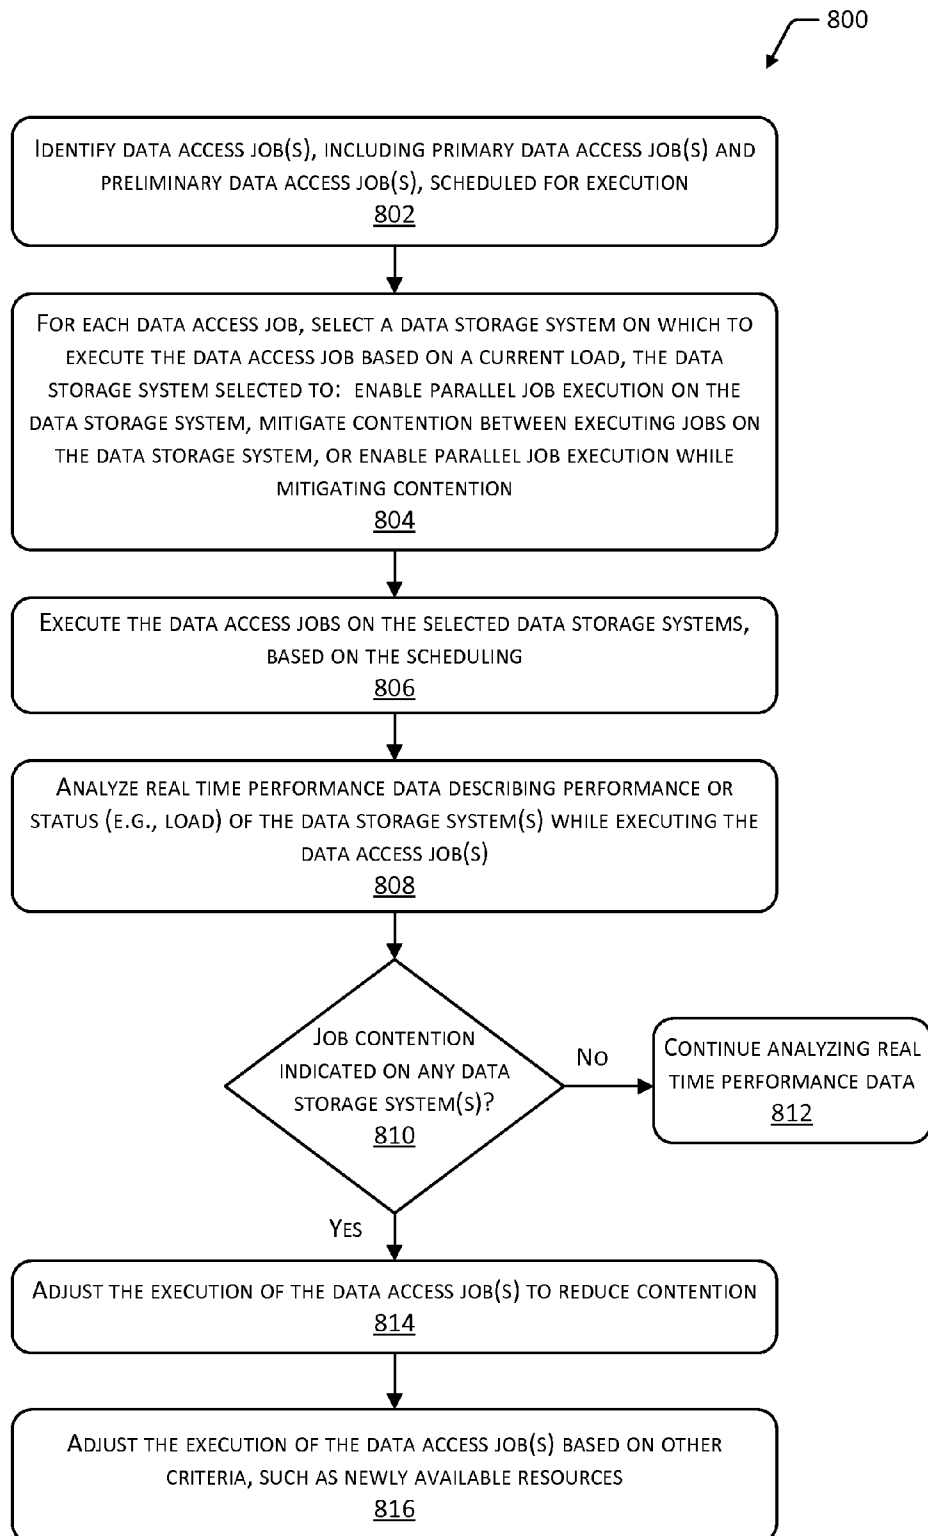 800
IDENTIFY DATA ACCESS JOB(S), INCLUDING PRIMARY DATA ACCESS JOB(S) AND
PRELIMINARY DATA ACCESS JOB(S), SCHEDULED FOR EXECUTION
802
FOR EACH DATA ACCESS JOB, SELECT A DATA STORAGE SYSTEM ON WHICH TO
EXECUTE THE DATA ACCESS JOB BASED ON A CURRENT LOAD, THE DATA
STORAGE SYSTEM SELECTED TO: ENABLE PARALLEL JOB EXECUTION ON THE
DATA STORAGE SYSTEM, MITIGATE CONTENTION BETWEEN EXECUTING JOBS ON
THE DATA STORAGE SYSTEM, OR ENABLE PARALLEL JOB EXECUTION WHILE
MITIGATING CONTENTION
804
EXECUTE THE DATA ACCESS JOBS ON THE SELECTED DATA STORAGE SYSTEMS,
BASED ON THE SCHEDULING
806
ANALYZE REAL TIME PERFORMANCE DATA DESCRIBING PERFORMANCE OR
STATUS (E.G., LOAD) OF THE DATA STORAGE SYSTEM(S) WHILE EXECUTING THE
DATA ACCESS JOB(S)
808
JOB CONTENTION
INDICATED ON ANY DATA
STORAGE SYSTEM(S)?
810
NO
CONTINUE ANALYZING REAL
TIME PERFORMANCE DATA
812
YES
ADJUST THE EXECUTION OF THE DATA ACCESS JOB(S) TO REDUCE CONTENTION
814
ADJUST THE EXECUTION OF THE DATA ACCESS JOB(S) BASED ON OTHER
CRITERIA, SUCH AS NEWLY AVAILABLE RESOURCES
816